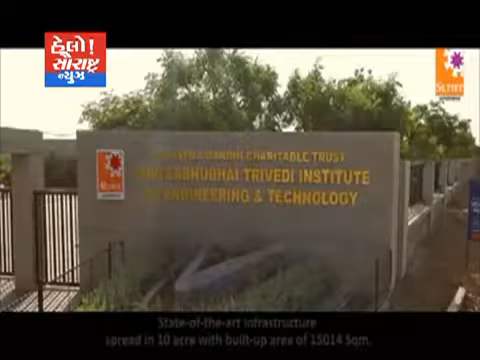 હેલો!
સૌરાષ્ટ્ર
ન્યુઝ
GANDHI CHARITABLE TRUST
TRIVEDI INSTITUTE
ENGINEERING & TECHNOLOGY
State-of-the-art infrastructure
spread in 10 acre with built-up area of 15014 Sqm.